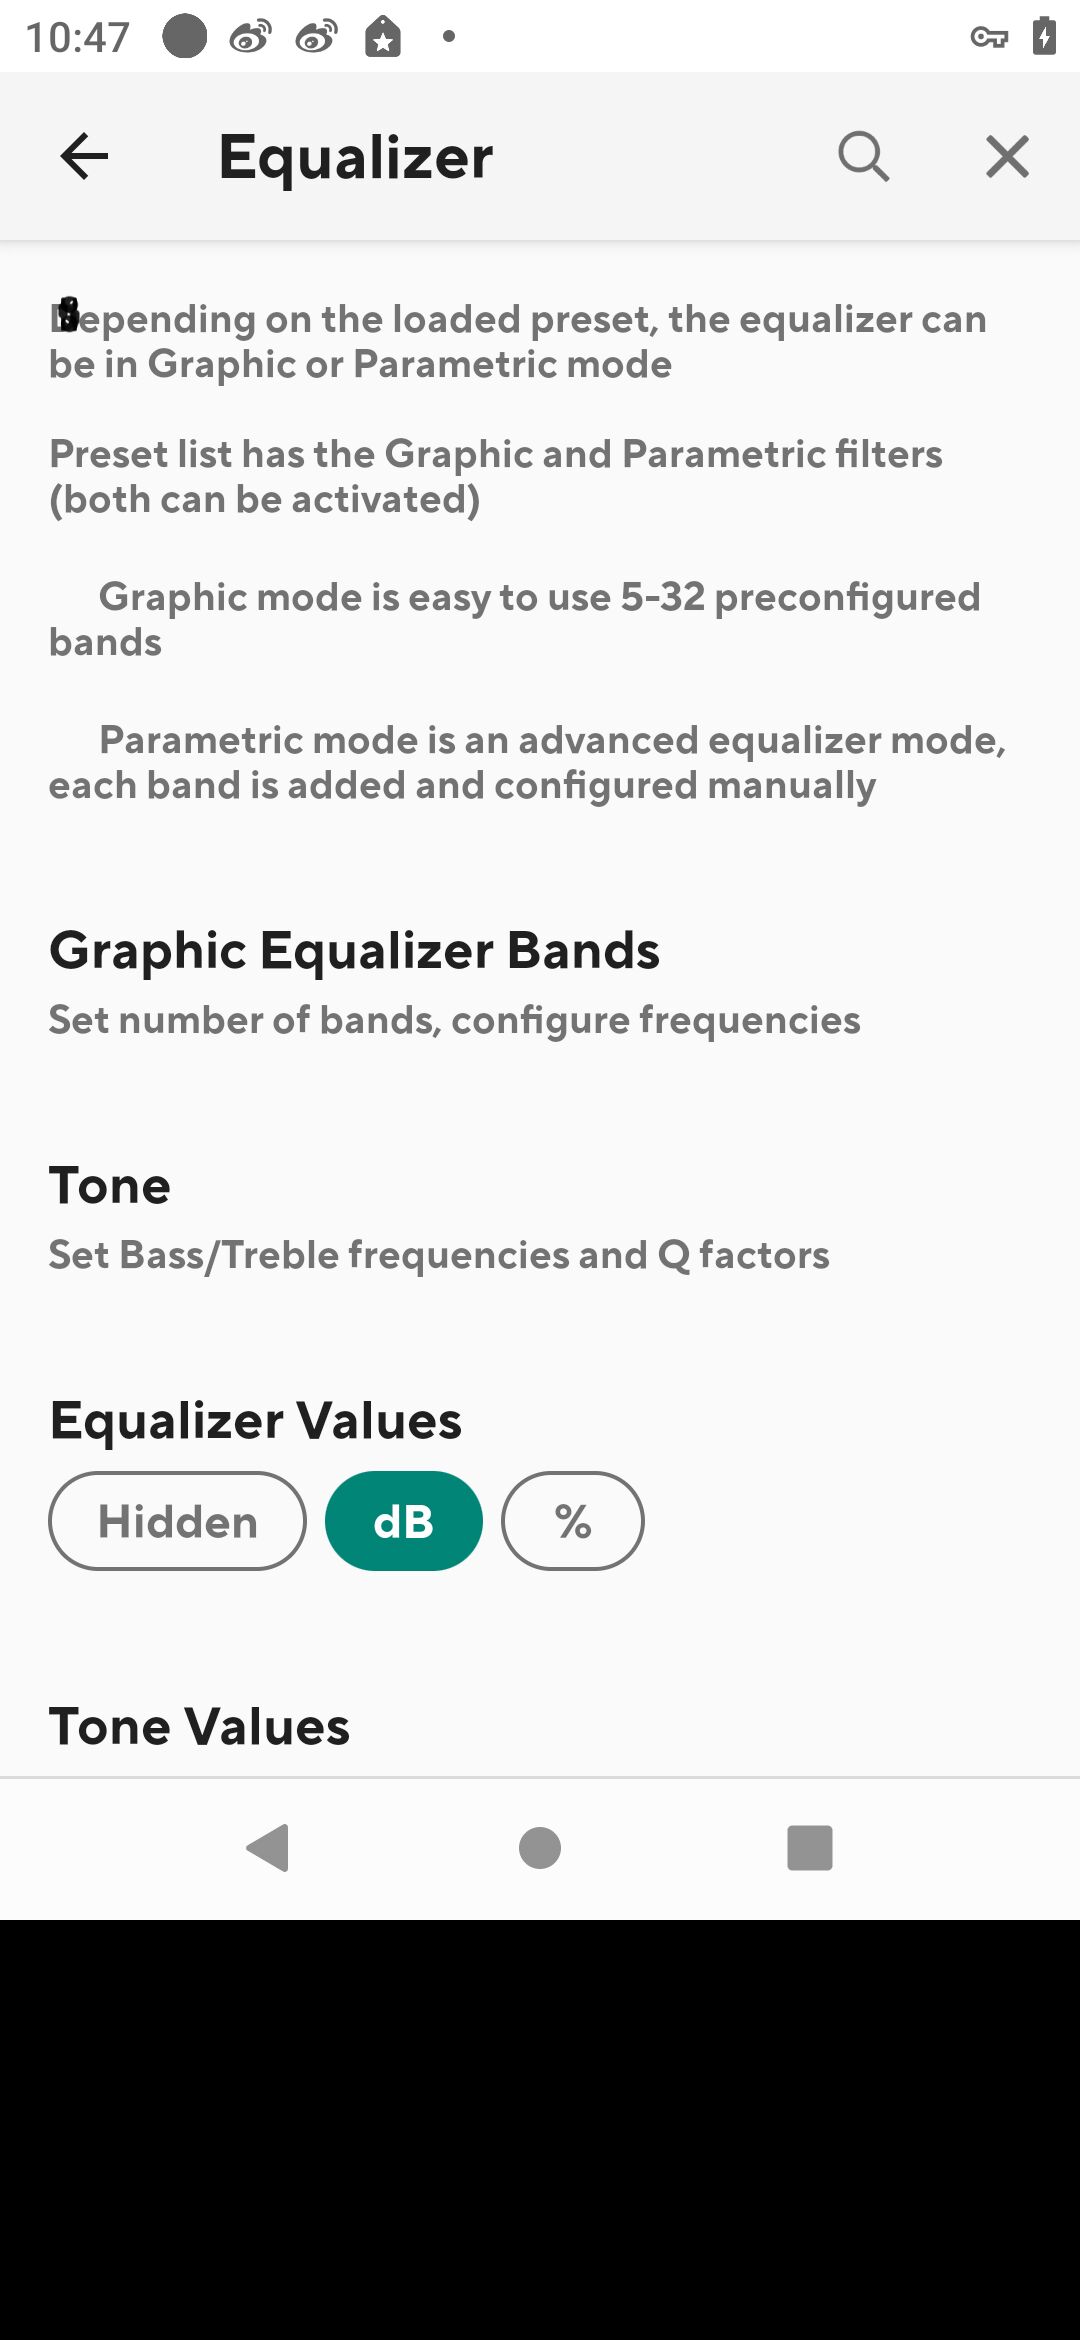 10:47
Equalizer
Depending on the loaded preset, the equalizer can
be in Graphic or Parametric mode
Preset list has the Graphic and Parametric filters
(both can be activated)
Graphic mode is easy to use 5-32 preconfigured
bands
Parametric mode is an advanced equalizer mode,
each band is added and configured manually
Graphic Equalizer Bands
Set number of bands, configure frequencies
Tone
Set Bass/Treble frequencies and Q factors
Equalizer Values
Hidden dB %
Tone Values